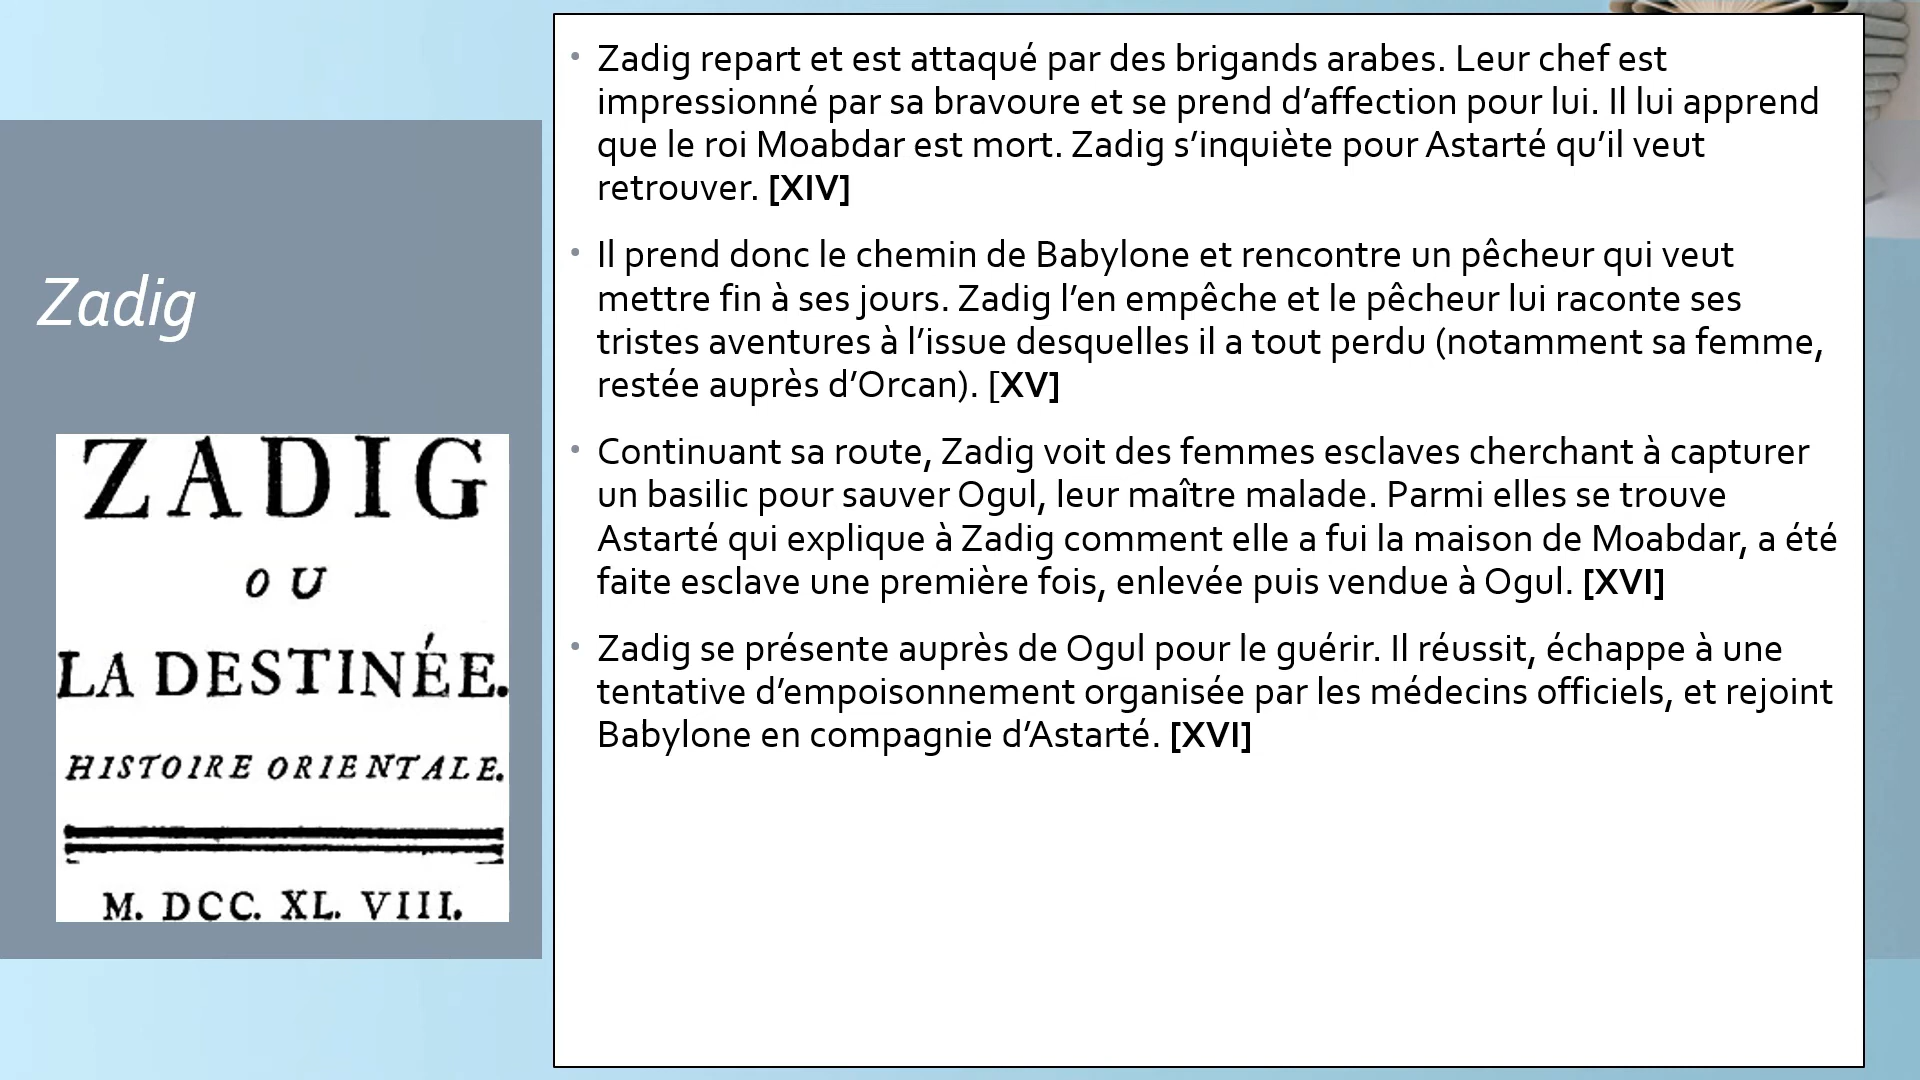 Zadig
ZADIG
OU
LA DESTINÉE.
HISTOIRE ORIENTALE.
M. DCC. XL. VIII.
• Zadig repart et est attaqué par des brigands arabes. Leur chef est
impressionné par sa bravoure et se prend d’affection pour lui. Il lui apprend
que le roi Moabdar est mort. Zadig s’inquiète pour Astarté qu’il veut
retrouver. [XIV]
• Il prend donc le chemin de Babylone et rencontre un pêcheur qui veut
mettre fin à ses jours. Zadig l’en empêche et le pêcheur lui raconte ses
tristes aventures à l’issue desquelles il a tout perdu (notamment sa femme,
restée auprès d’Orcan). [XV]
• Continuant sa route, Zadig voit des femmes esclaves cherchant à capturer
un basilic pour sauver Ogul, leur maître malade. Parmi elles se trouve
Astarté qui explique à Zadig comment elle a fui la maison de Moabdar, a été
faite esclave une première fois, enlevée puis vendue à Ogul. [XVI]
• Zadig se présente auprès de Ogul pour le guérir. Il réussit, échappe à une
tentative d’empoisonnement organisée par les médecins officiels, et rejoint
Babylone en compagnie d’Astarté. [XVI]